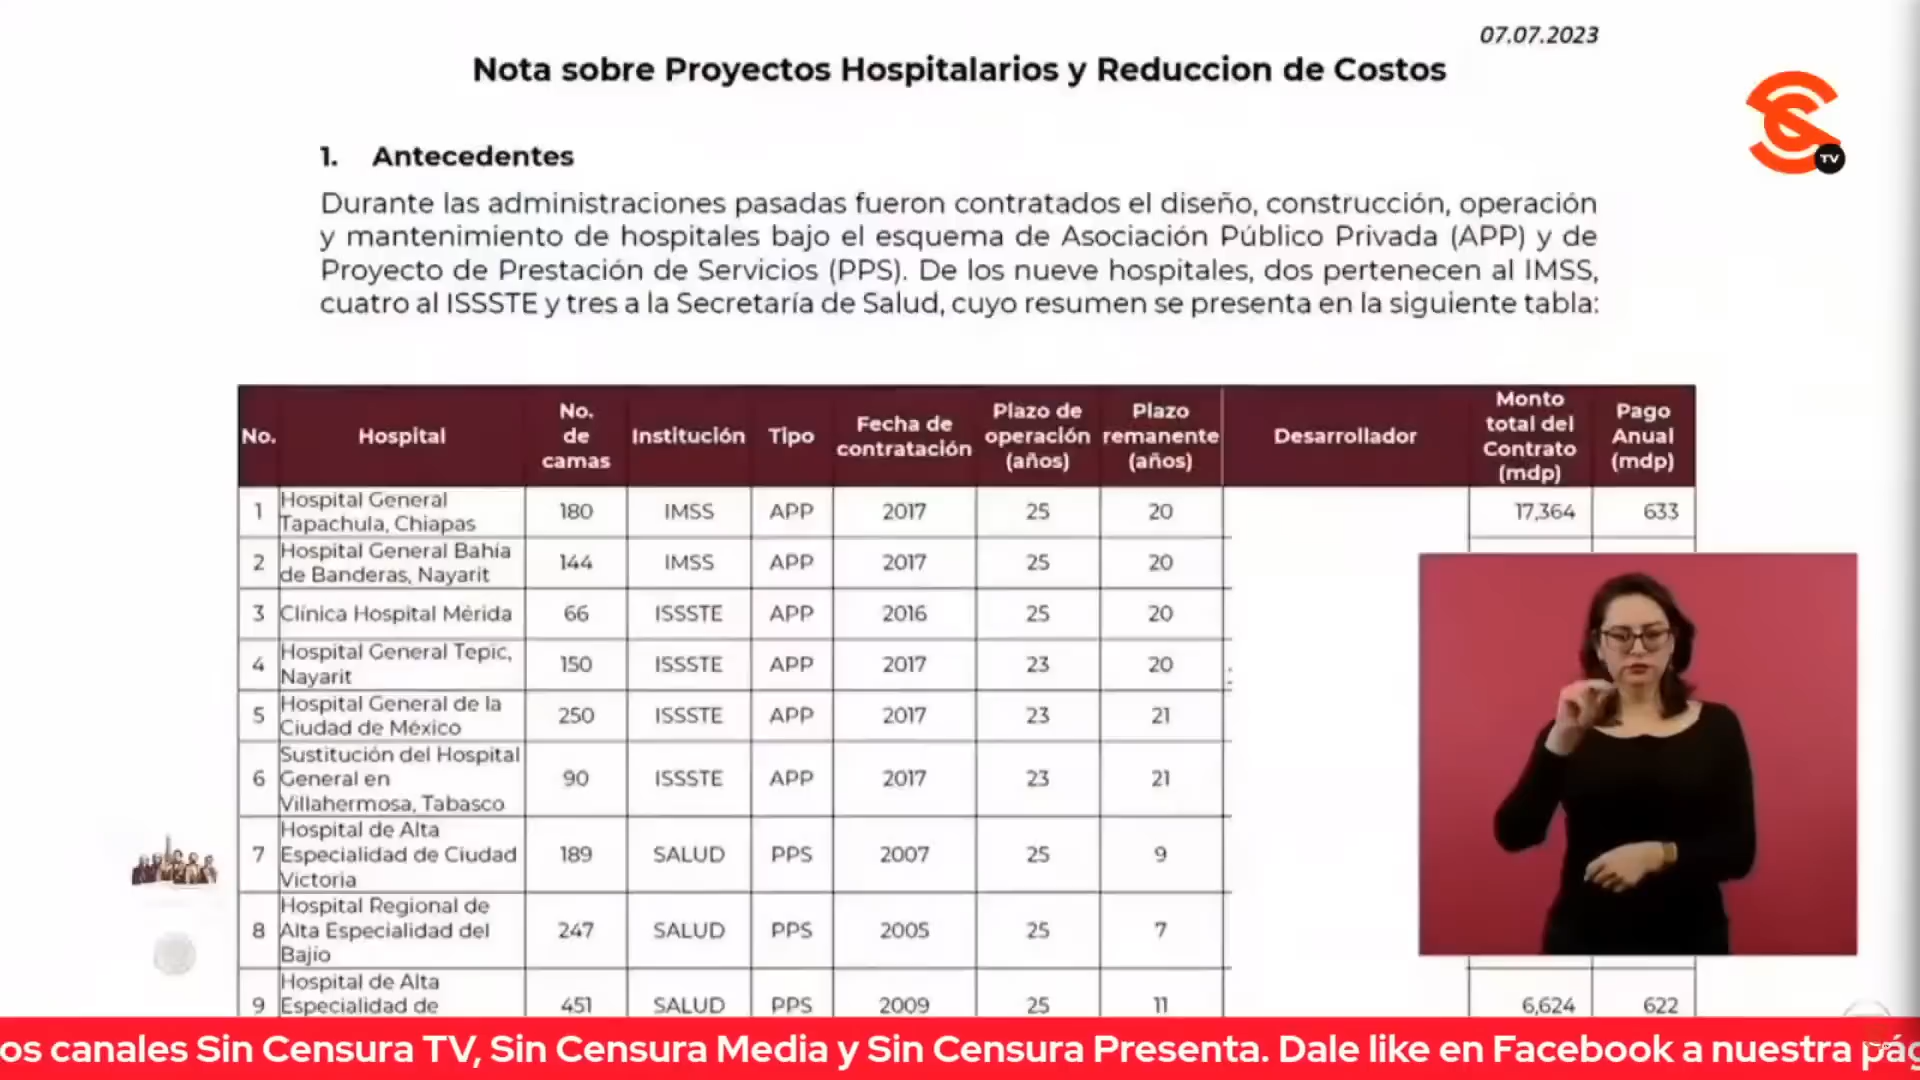 07.07.2023
Nota sobre Proyectos Hospitalarios y Reduccion de Costos
TV
1. Antecedentes
Durante las administraciones pasadas fueron contratados el diseño, construcción, operación
y mantenimiento de hospitales bajo el esquema de Asociación Público Privada (APP) y de
Proyecto de Prestación de Servicios (PPS). De los nueve hospitales, dos pertenecen al IMSS,
cuatro al ISSSTE y tres a la Secretaría de Salud, cuyo resumen se presenta en la siguiente tabla:
No. Hospital No. de camas Institución Tipo Fecha de contratación Plazo de operación (años) Plazo remanente (años) Desarrollador Monto total del Contrato (mdp) Pago Anual (mdp)
1 Hospital General Tapachula, Chiapas 180 IMSS APP 2017 25 20 17,364 633
2 Hospital General Bahía de Banderas, Nayarit 144 IMSS APP 2017 25 20
3 Clínica Hospital Mérida 66 ISSSTE APP 2016 25 20
4 Hospital General Tepic, Nayarit 150 ISSSTE APP 2017 23 20
5 Hospital General de la Ciudad de México 250 ISSSTE APP 2017 23 21
6 Sustitución del Hospital General en Villahermosa, Tabasco 90 ISSSTE APP 2017 23 21
7 Hospital de Alta Especialidad de Ciudad Victoria 189 SALUD PPS 2007 25 9
8 Hospital Regional de Alta Especialidad del Bajío 247 SALUD PPS 2005 25 7
9 Hospital de Alta Especialidad de 451 SALUD PPS 2009 25 11 6,624 622
os canales Sin Censura TV, Sin Censura Media y Sin Censura Presenta. Dale like en Facebook a nuestra pág